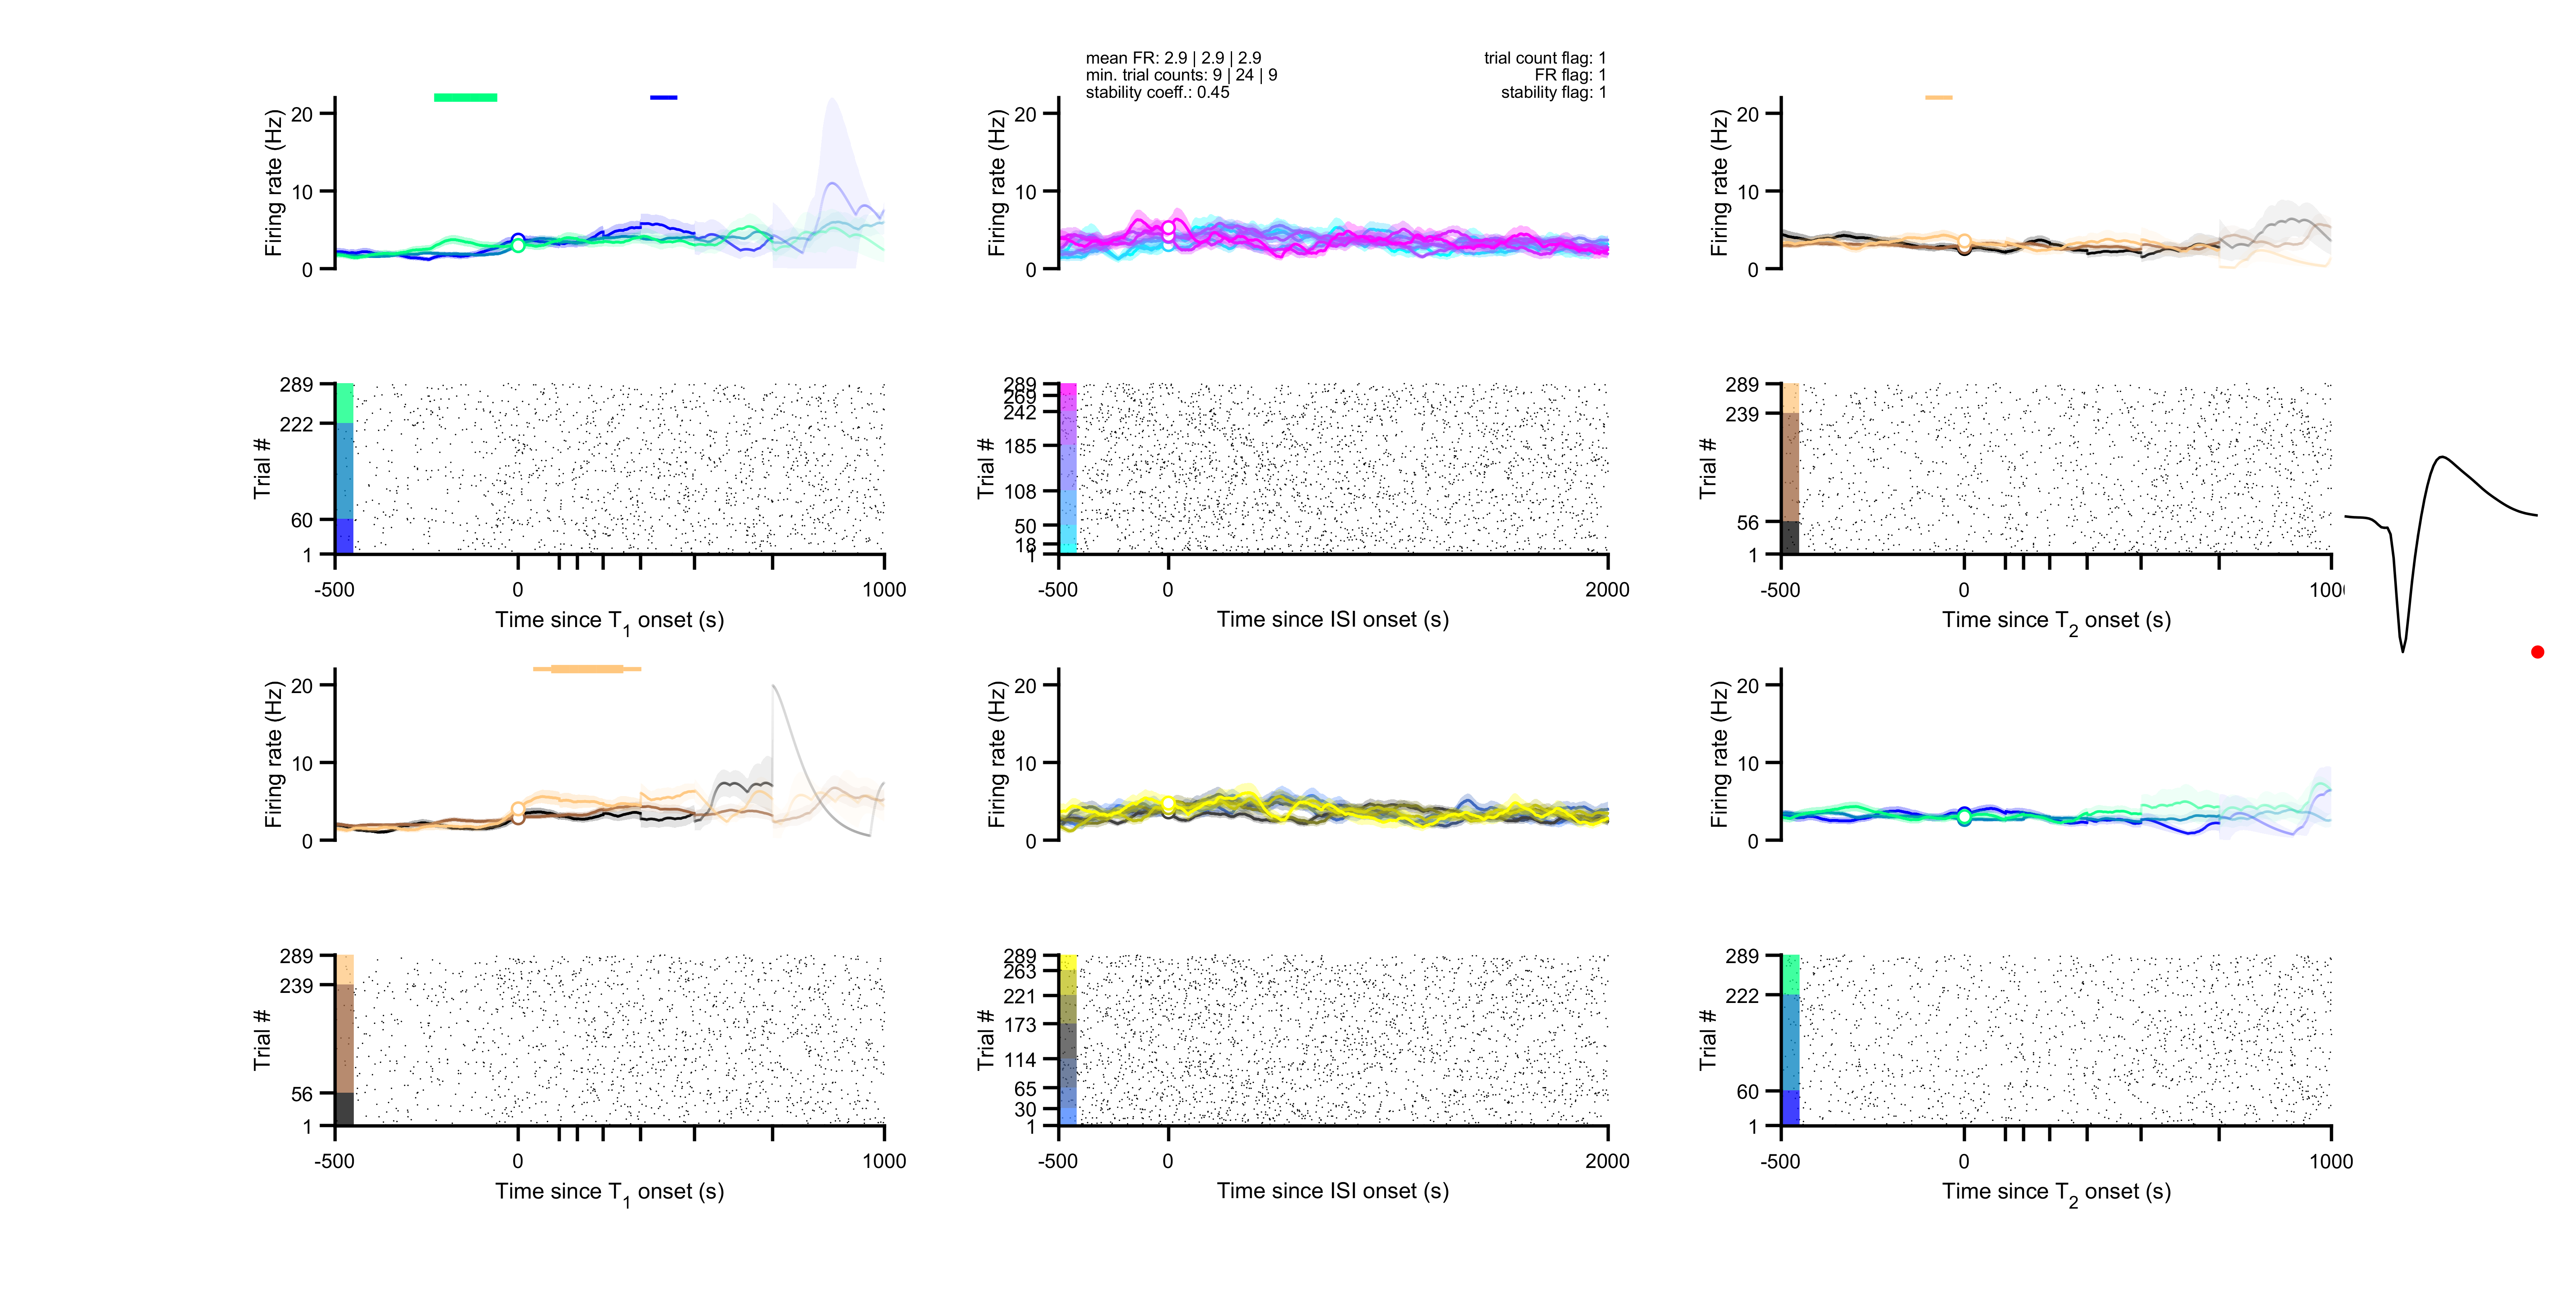 mean FR: 2.9 | 2.9 | 2.9
min. trial counts: 9 | 24 | 9
stability coeff.: 0.45
trial count flag: 1
FR flag: 1
stability flag: 1
Firing rate (Hz)
20
10
0
Firing rate (Hz)
20
10
0
Firing rate (Hz)
20
10
0
Trial #
289
222
60
1
-500
0
1000
Time since T1 onset (s)
Trial #
289
269
242
185
108
50
18
1
-500
0
2000
Time since ISI onset (s)
Trial #
289
239
56
1
-500
0
1000
Time since T2 onset (s)
Firing rate (Hz)
20
10
0
Firing rate (Hz)
20
10
0
Firing rate (Hz)
20
10
0
Trial #
289
239
56
1
-500
0
1000
Time since T1 onset (s)
Trial #
289
263
221
173
114
65
30
1
-500
0
2000
Time since ISI onset (s)
Trial #
289
222
60
1
-500
0
1000
Time since T2 onset (s)